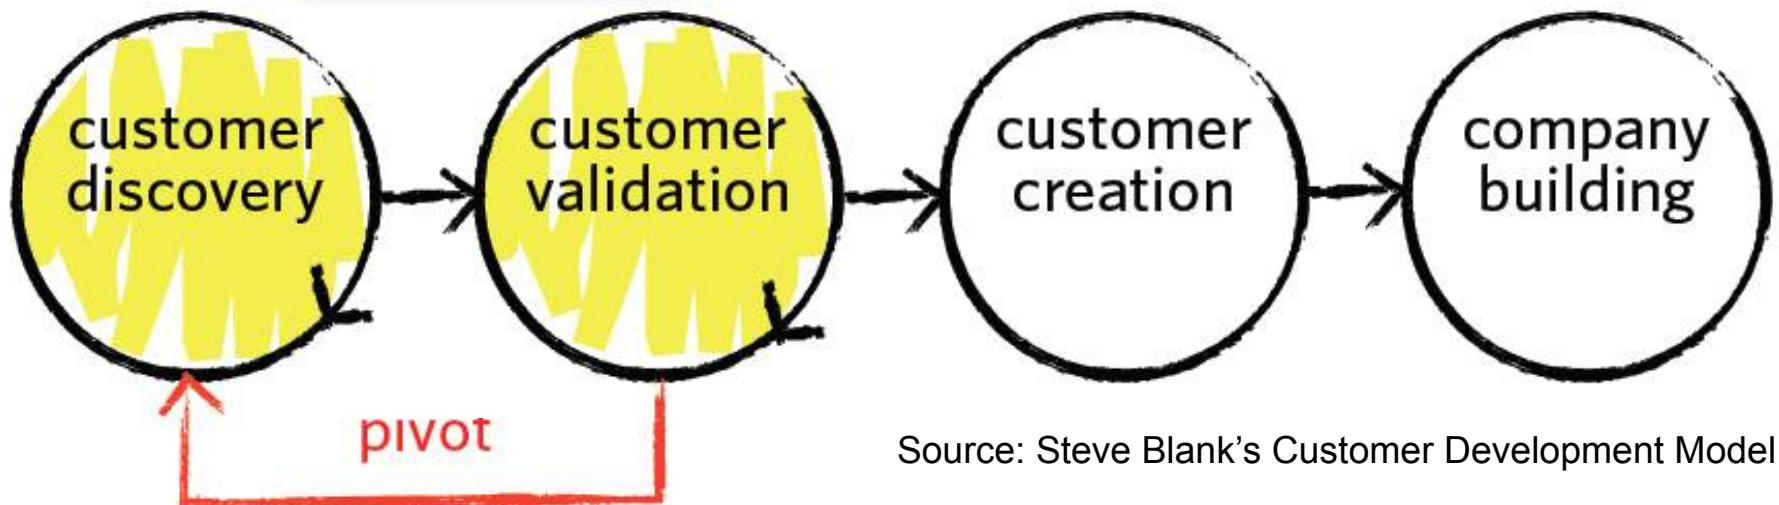 customer
discovery
customer
validation
customer
creation
company
building
pivot
Source: Steve Blank’s Customer Development Model